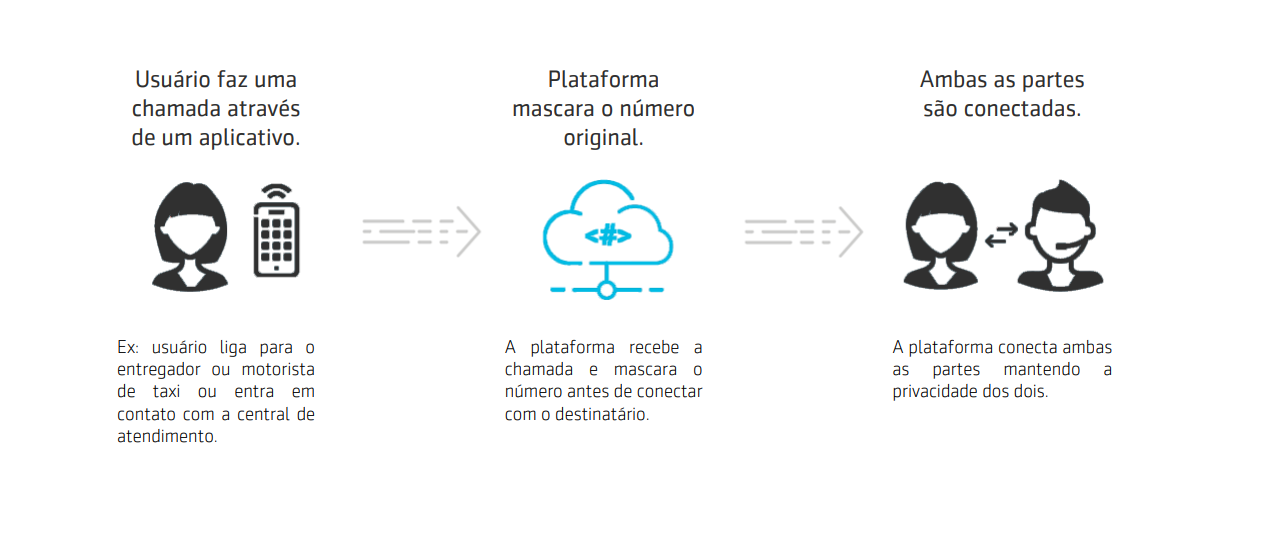 Usuário faz uma
chamada através
de um aplicativo.
Plataforma
mascara o número
original.
Ambas as partes
são conectadas.
<#>
Ex: usuário liga para o
entregador ou motorista
de taxi ou entra em
contato com a central de
atendimento.
A plataforma recebe a
chamada e mascara o
número antes de conectar
com o destinatário.
A plataforma conecta ambas
as partes mantendo a
privacidade dos dois.